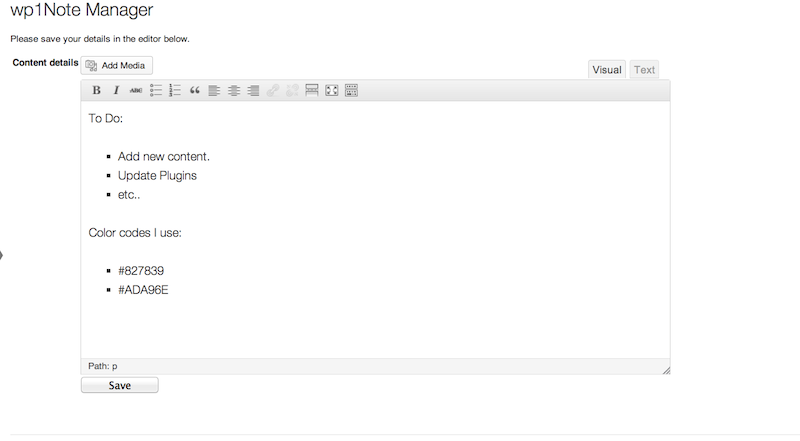 wp1Note Manager
Please save your details in the editor below.
Content details Add Media
Visual Text
B I ABC
To Do:
Add new content.
Update Plugins
etc..
Color codes I use:
#827839
#ADA96E
Path: p
Save